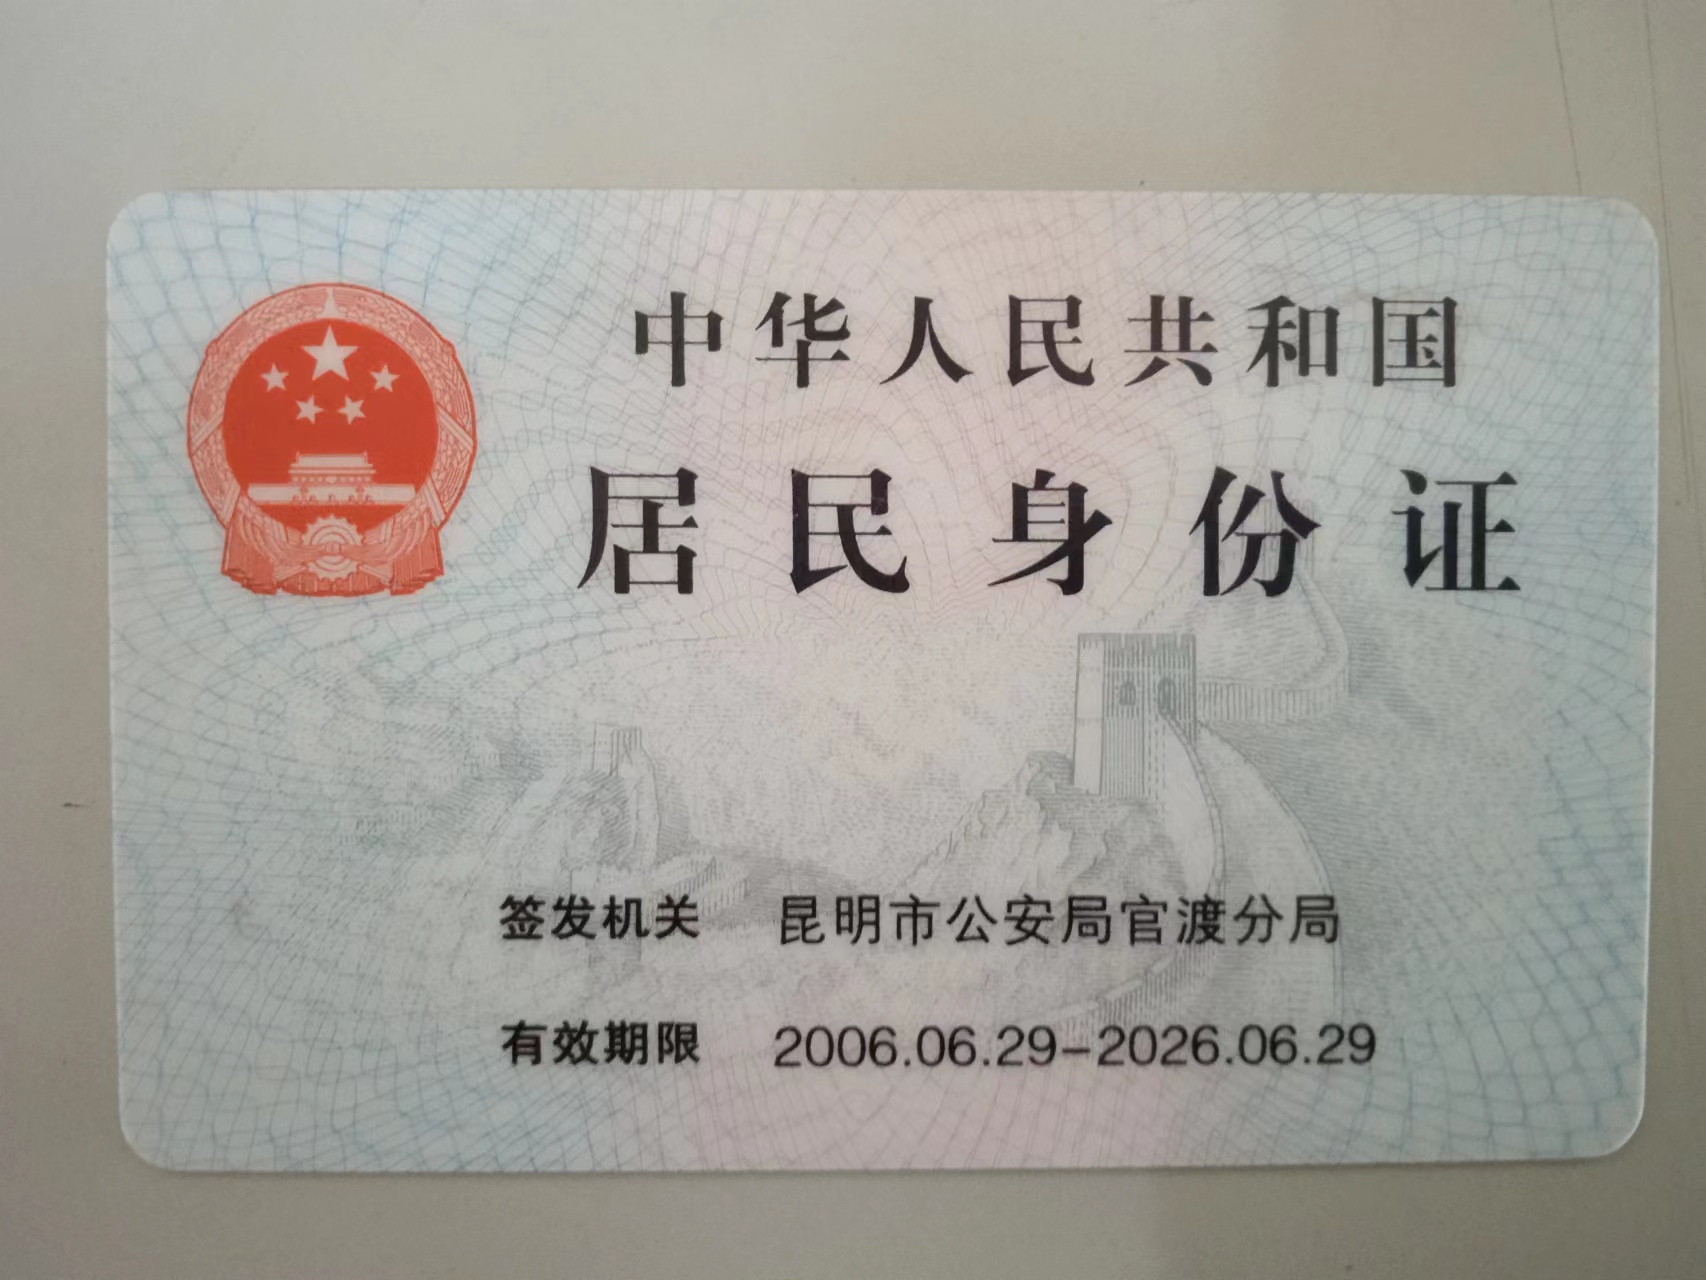 中华人民共和国
居民身份证
签发机关 昆明市公安局官渡分局
有效期限 2006.06.29-2026.06.29